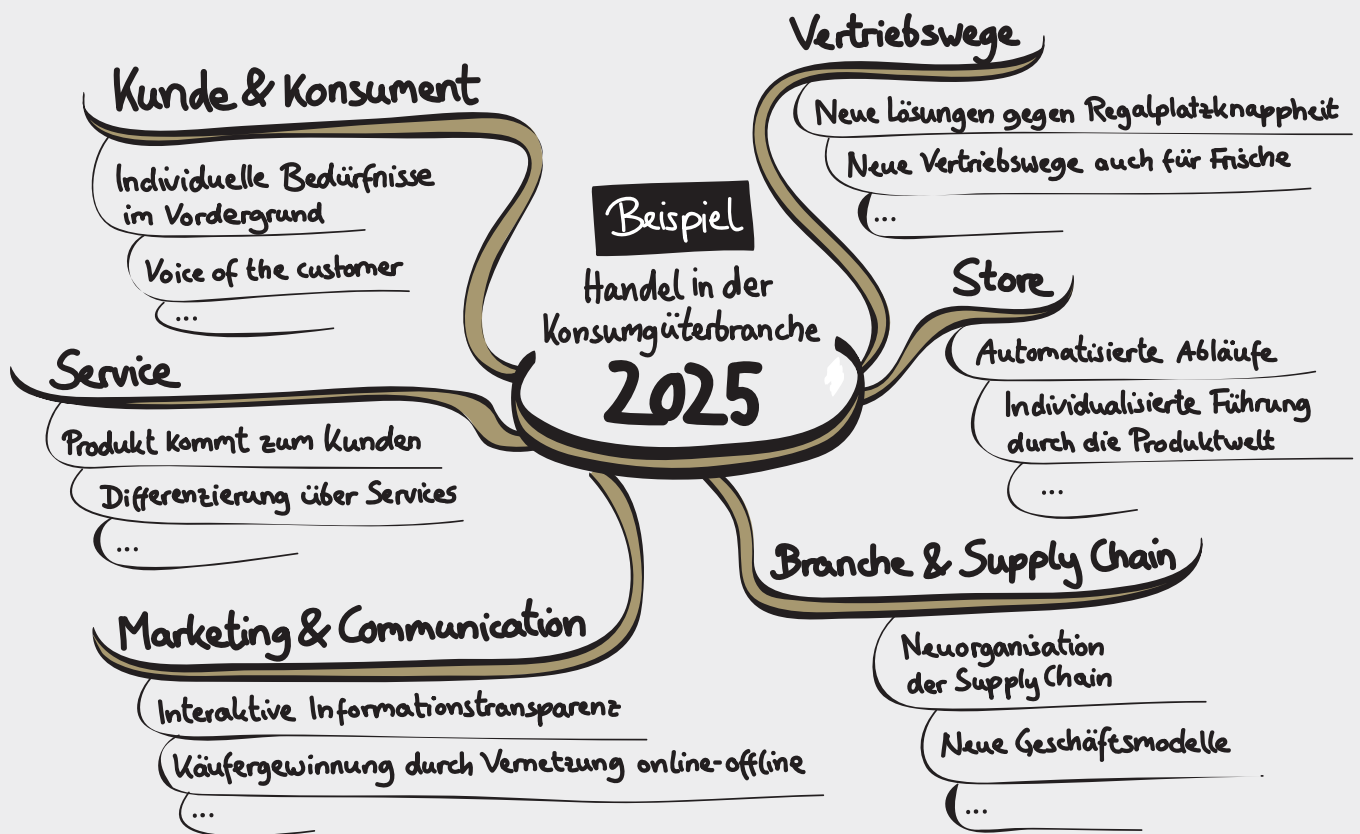 Beispiel
Handel in der
Konsumgüterbranche
2025
Kunde & Konsument
Individuelle Bedürfnisse
im Vordergrund
Voice of the customer
...
Service
Produkt kommt zum Kunden
Differenzierung über Services
...
Marketing & Communication
Interaktive Informationstransparenz
Käufergewinnung durch Vernetzung online-offline
...
Vertriebswege
Neue Lösungen gegen Regalplatzknappheit
Neue Vertriebswege auch für Frische
...
Store
Automatisierte Abläufe
Individualisierte Führung
durch die Produktwelt
...
Branche & Supply Chain
Neuorganisation
der Supply Chain
Neue Geschäftsmodelle
...